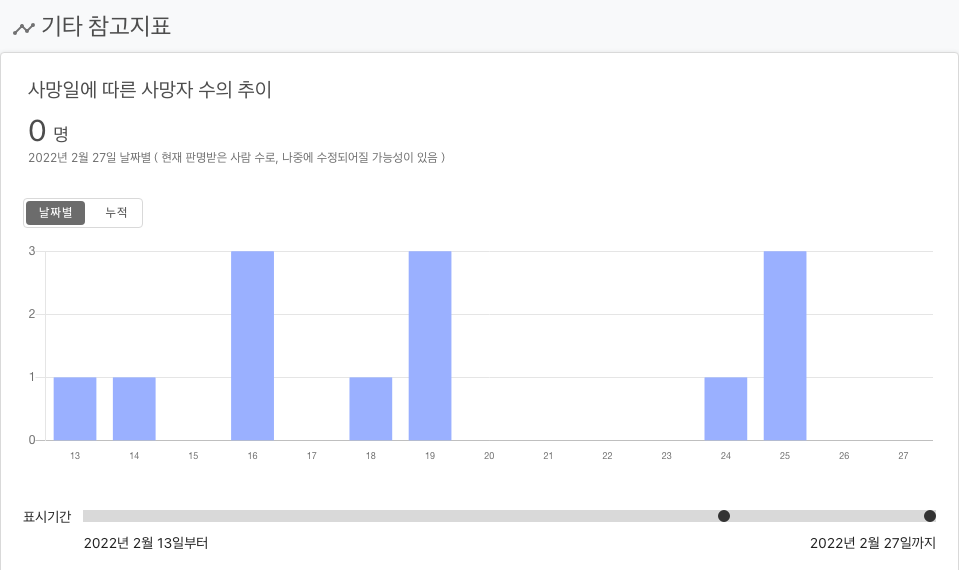 기타 참고지표
사망일에 따른 사망자 수의 추이
0 명
2022년 2월 27일 날짜별 ( 현재 판명받은 사람 수로, 나중에 수정되어질 가능성이 있음 )
날짜별 누적
3
2
1
0
13 14 15 16 17 18 19 20 21 22 23 24 25 26 27
표시기간
2022년 2월 13일부터 2022년 2월 27일까지